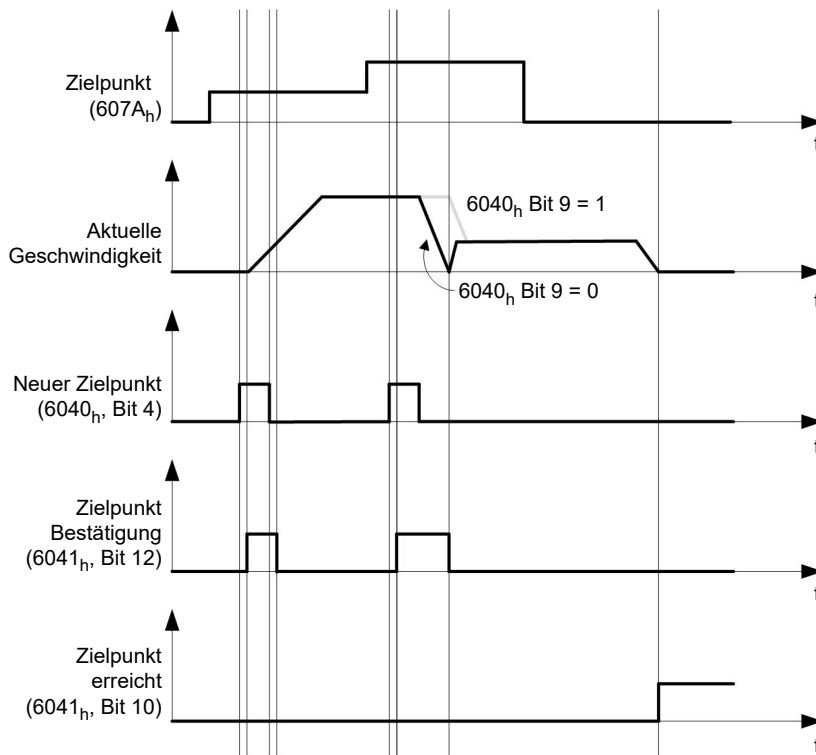 Zielpunkt
(607Aₕ)
t
Aktuelle
Geschwindigkeit
6040ₕ Bit 9 = 1
6040ₕ Bit 9 = 0
t
Neuer Zielpunkt
(6040ₕ, Bit 4)
t
Zielpunkt
Bestätigung
(6041ₕ, Bit 12)
t
Zielpunkt
erreicht
(6041ₕ, Bit 10)
t